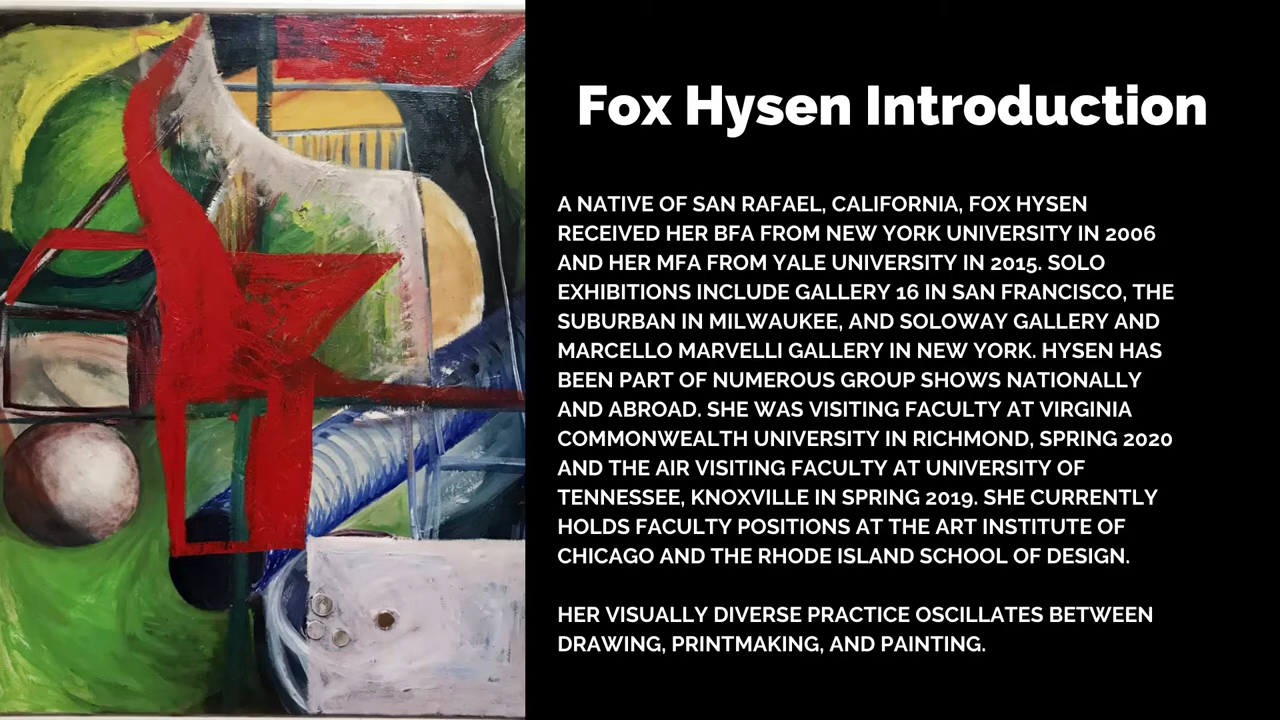 Fox Hysen Introduction
A NATIVE OF SAN RAFAEL, CALIFORNIA, FOX HYSEN
RECEIVED HER BFA FROM NEW YORK UNIVERSITY IN 2006
AND HER MFA FROM YALE UNIVERSITY IN 2015. SOLO
EXHIBITIONS INCLUDE GALLERY 16 IN SAN FRANCISCO, THE
SUBURBAN IN MILWAUKEE, AND SOLOWAY GALLERY AND
MARCELLO MARVELLI GALLERY IN NEW YORK. HYSEN HAS
BEEN PART OF NUMEROUS GROUP SHOWS NATIONALLY
AND ABROAD. SHE WAS VISITING FACULTY AT VIRGINIA
COMMONWEALTH UNIVERSITY IN RICHMOND, SPRING 2020
AND THE AIR VISITING FACULTY AT UNIVERSITY OF
TENNESSEE, KNOXVILLE IN SPRING 2019. SHE CURRENTLY
HOLDS FACULTY POSITIONS AT THE ART INSTITUTE OF
CHICAGO AND THE RHODE ISLAND SCHOOL OF DESIGN.
HER VISUALLY DIVERSE PRACTICE OSCILLATES BETWEEN
DRAWING, PRINTMAKING, AND PAINTING.